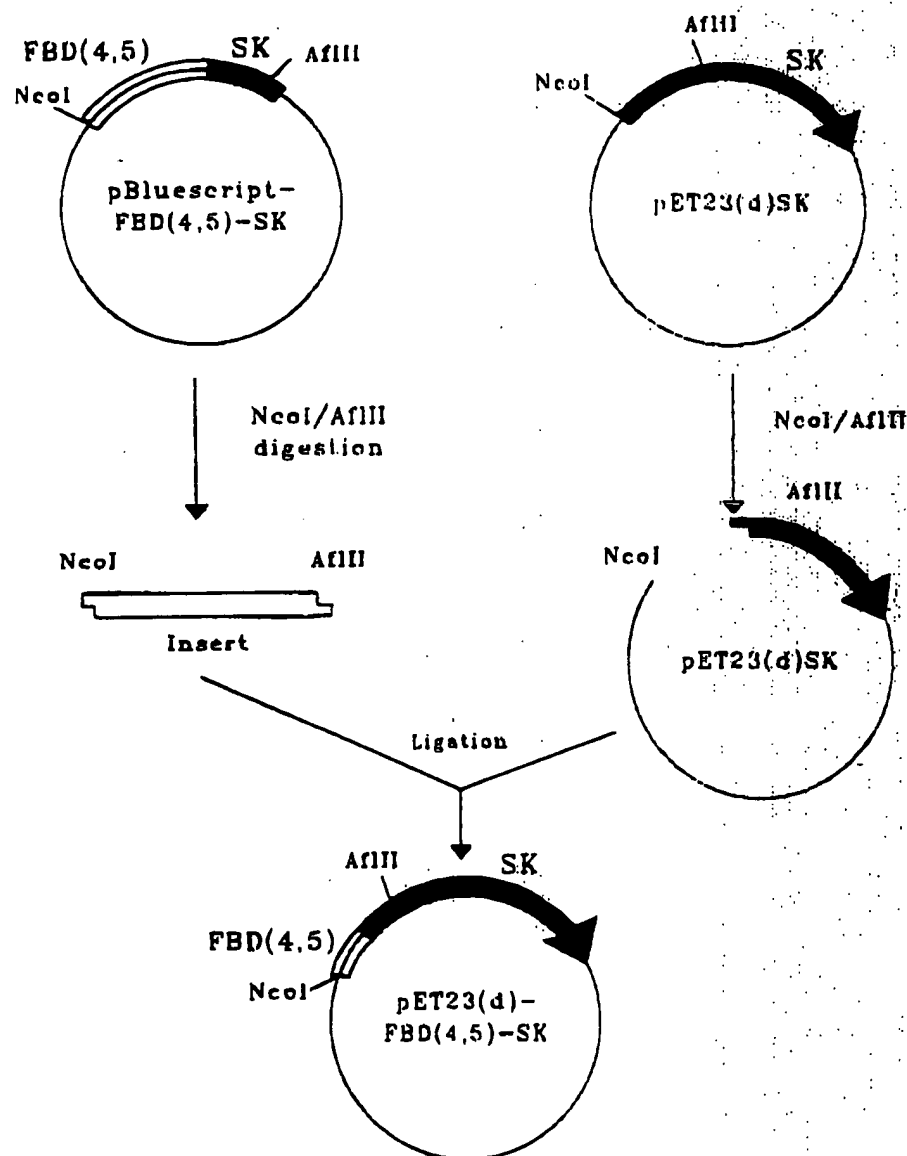 FBD(4,5)
SK
AflII
NcoI
pBluescript-
FBD(4,5)-SK
AflII
SK
NcoI
pET23(d)SK
NcoI/AflII
digestion
NcoI/AflII
NcoI
AflII
Insert
AflII
NcoI
pET23(d)SK
Ligation
AflII
SK
FBD(4,5)
NcoI
pET23(d)-
FBD(4,5)-SK